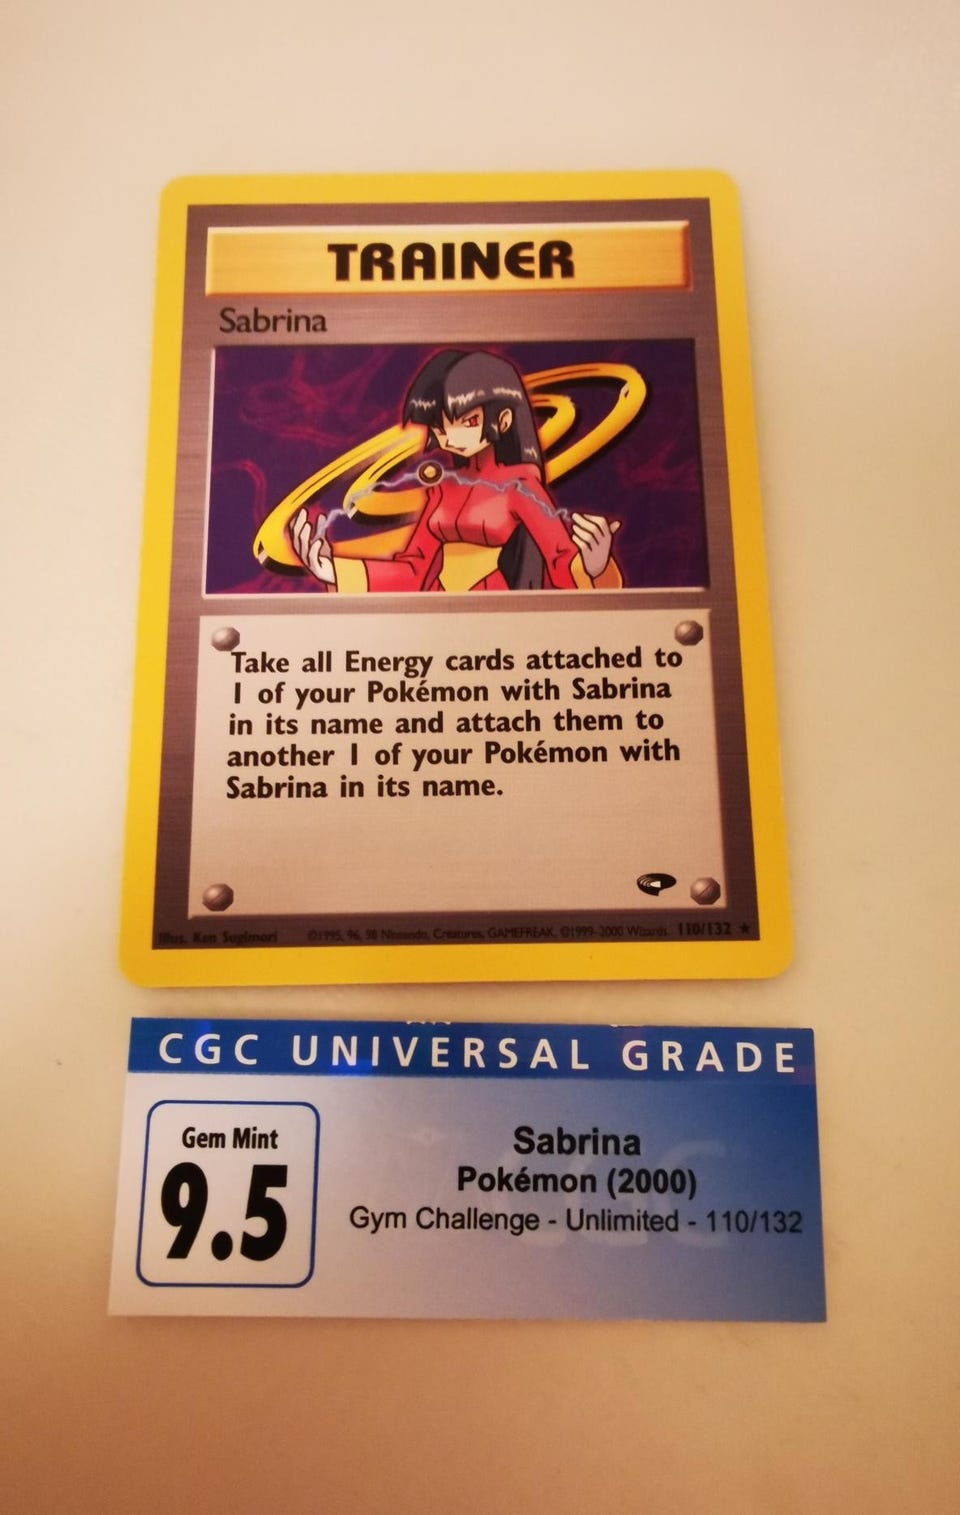 TRAINER
Sabrina
Take all Energy cards attached to
1 of your Pokémon with Sabrina
in its name and attach them to
another 1 of your Pokémon with
Sabrina in its name.
Illus. Ken Sugimori ©1995, 96, 98 Nintendo, Creatures, GAMEFREAK. ©1999-2000 Wizards. 110/132 ★
CGC UNIVERSAL GRADE
Gem Mint
9.5
Sabrina
Pokémon (2000)
Gym Challenge - Unlimited - 110/132